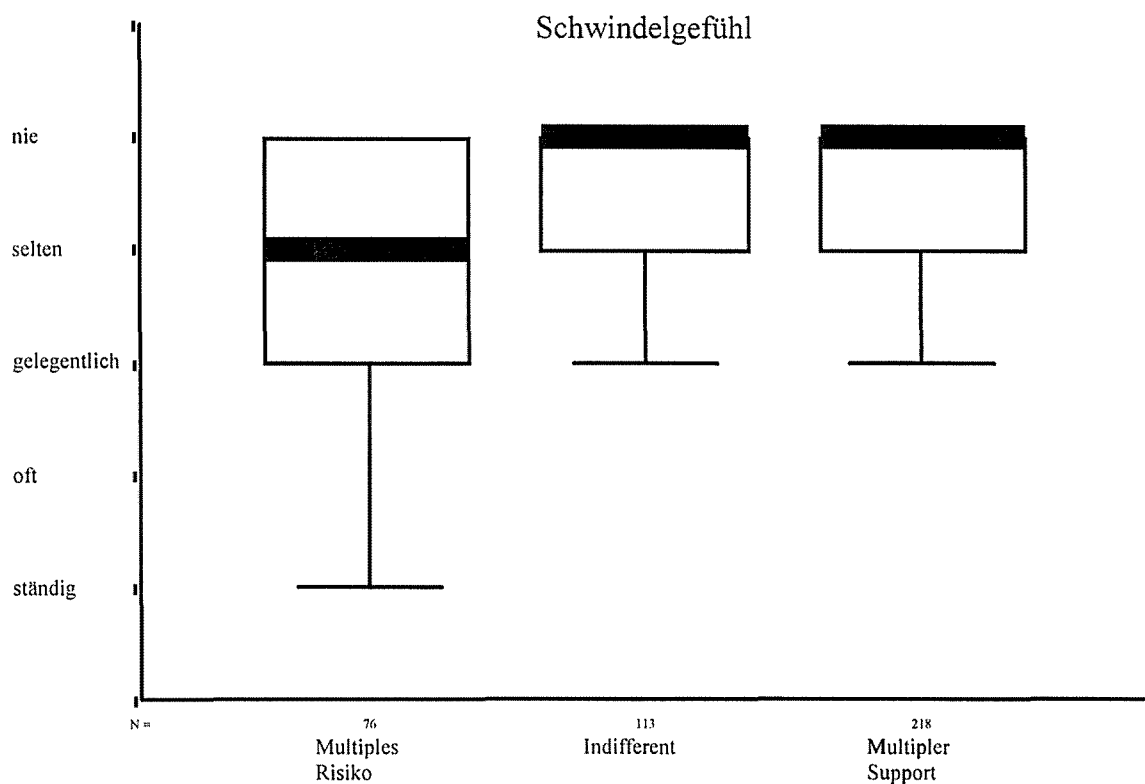 Schwindelgefühl
nie
selten
gelegentlich
oft
ständig
N = 76 113 218
Multiples Indifferent Multipler
Risiko Support